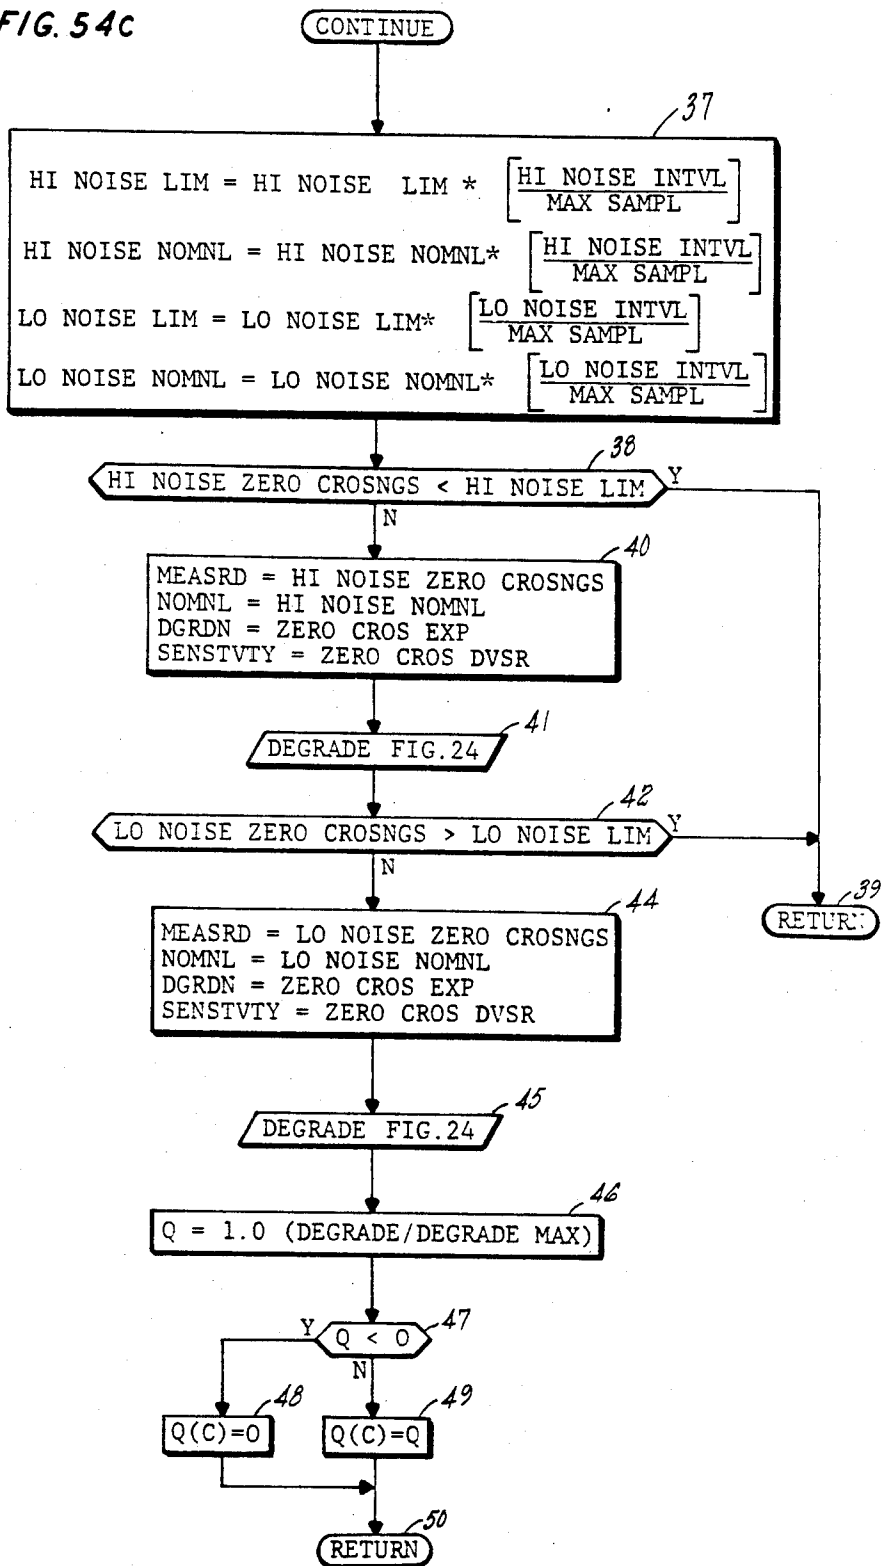 FIG. 54c
CONTINUE
37
HI NOISE LIM = HI NOISE LIM * [HI NOISE INTVL
MAX SAMPL]
HI NOISE NOMNL = HI NOISE NOMNL* [HI NOISE INTVL
MAX SAMPL]
LO NOISE LIM = LO NOISE LIM* [LO NOISE INTVL
MAX SAMPL]
LO NOISE NOMNL = LO NOISE NOMNL* [LO NOISE INTVL
MAX SAMPL]
38
HI NOISE ZERO CROSNGS < HI NOISE LIM
Y
N
40
MEASRD = HI NOISE ZERO CROSNGS
NOMNL = HI NOISE NOMNL
DGRDN = ZERO CROS EXP
SENSTVTY = ZERO CROS DVSR
41
DEGRADE FIG.24
42
LO NOISE ZERO CROSNGS > LO NOISE LIM
Y
N
39
RETURN
44
MEASRD = LO NOISE ZERO CROSNGS
NOMNL = LO NOISE NOMNL
DGRDN = ZERO CROS EXP
SENSTVTY = ZERO CROS DVSR
45
DEGRADE FIG.24
46
Q = 1.0 (DEGRADE/DEGRADE MAX)
47
Y
Q < 0
N
48
Q(C)=0
49
Q(C)=Q
50
RETURN